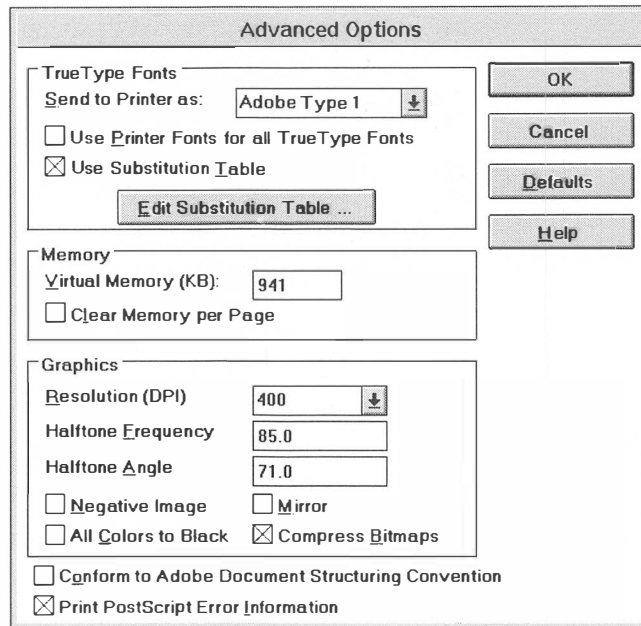 Advanced Options
TrueType Fonts
Send to Printer as: Adobe Type 1
Use Printer Fonts for all TrueType Fonts
Use Substitution Table
Edit Substitution Table ...
OK
Cancel
Defaults
Help
Memory
Virtual Memory (KB): 941
Clear Memory per Page
Graphics
Resolution (DPI) 400
Halftone Frequency 85.0
Halftone Angle 71.0
Negative Image Mirror
All Colors to Black Compress Bitmaps
Conform to Adobe Document Structuring Convention
Print PostScript Error Information